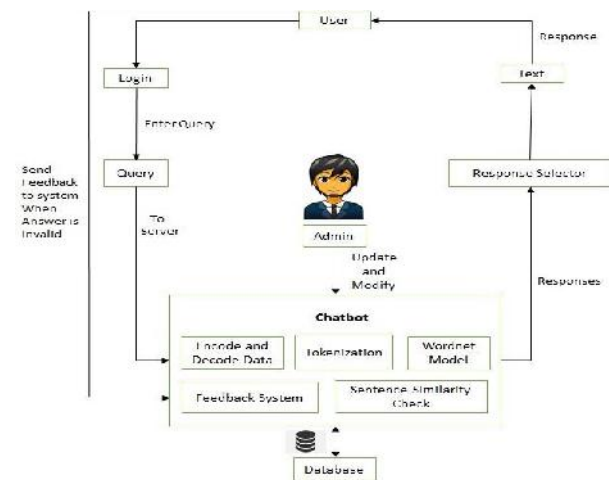 User
Response
Login
Text
Enter Query
Send
Feedback
to system
When
Answer is
Invalid
Query
Response Selector
To
Server
Admin
Update
and
Modify
Responses
Chatbot
Encode and
Decode Data
Tokenization
Wordnet
Model
Feedback System
Sentence Similarity
Check
Database